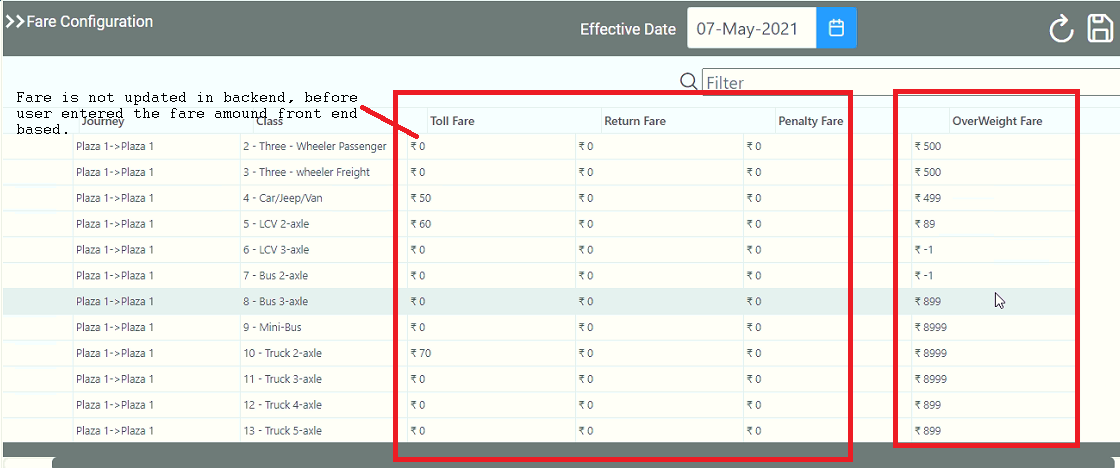 >>Fare Configuration
Effective Date 07-May-2021
Filter
Fare is not updated in backend, before
user entered the fare amound front end
based.
Journey Class Toll Fare Return Fare Penalty Fare OverWeight Fare
Plaza 1->Plaza 1 2 - Three - Wheeler Passenger ₹ 0 ₹ 0 ₹ 0 ₹ 500
Plaza 1->Plaza 1 3 - Three - wheeler Freight ₹ 0 ₹ 0 ₹ 0 ₹ 500
Plaza 1->Plaza 1 4 - Car/Jeep/Van ₹ 50 ₹ 0 ₹ 0 ₹ 499
Plaza 1->Plaza 1 5 - LCV 2-axle ₹ 60 ₹ 0 ₹ 0 ₹ 89
Plaza 1->Plaza 1 6 - LCV 3-axle ₹ 0 ₹ 0 ₹ 0 ₹ -1
Plaza 1->Plaza 1 7 - Bus 2-axle ₹ 0 ₹ 0 ₹ 0 ₹ -1
Plaza 1->Plaza 1 8 - Bus 3-axle ₹ 0 ₹ 0 ₹ 0 ₹ 899
Plaza 1->Plaza 1 9 - Mini-Bus ₹ 0 ₹ 0 ₹ 0 ₹ 8999
Plaza 1->Plaza 1 10 - Truck 2-axle ₹ 70 ₹ 0 ₹ 0 ₹ 8999
Plaza 1->Plaza 1 11 - Truck 3-axle ₹ 0 ₹ 0 ₹ 0 ₹ 8999
Plaza 1->Plaza 1 12 - Truck 4-axle ₹ 0 ₹ 0 ₹ 0 ₹ 899
Plaza 1->Plaza 1 13 - Truck 5-axle ₹ 0 ₹ 0 ₹ 0 ₹ 899